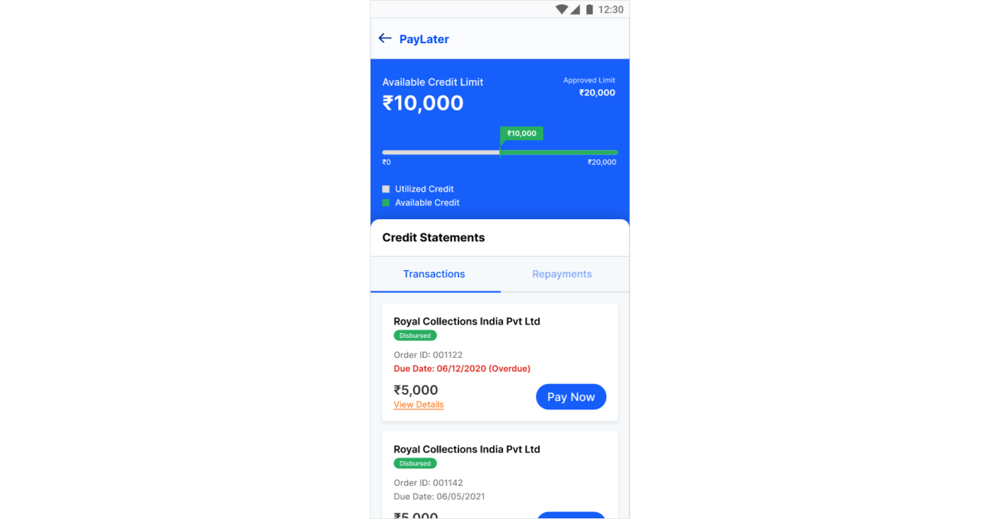 12:30
PayLater
Available Credit Limit
Approved Limit
₹10,000
₹20,000
₹10,000
₹0
₹20,000
Utilized Credit
Available Credit
Credit Statements
Transactions
Repayments
Royal Collections India Pvt Ltd
Disbursed
Order ID: 001122
Due Date: 06/12/2020 (Overdue)
₹5,000
Pay Now
View Details
Royal Collections India Pvt Ltd
Disbursed
Order ID: 001142
Due Date: 06/05/2021
₹5,000